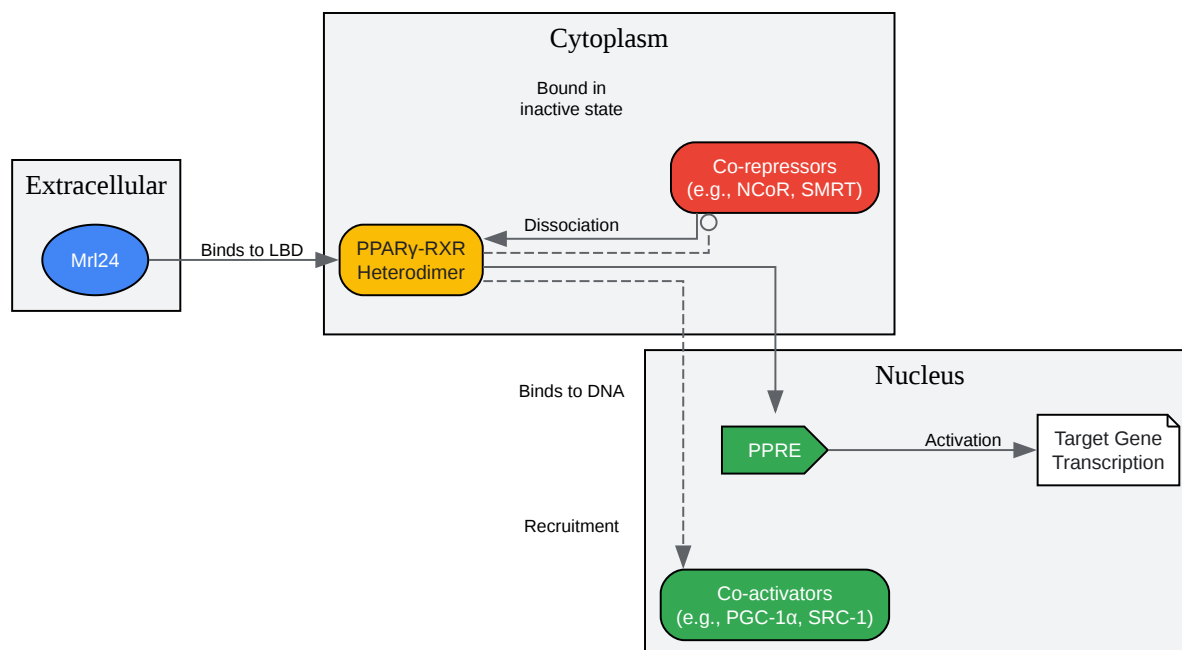 Cytoplasm
Bound in
inactive state
Co-repressors
(e.g., NCoR, SMRT)
Extracellular
Mrl24
Binds to LBD
Dissociation
PPARγ-RXR
Heterodimer
Nucleus
Binds to DNA
PPRE
Activation
Target Gene
Transcription
Recruitment
Co-activators
(e.g., PGC-1α, SRC-1)